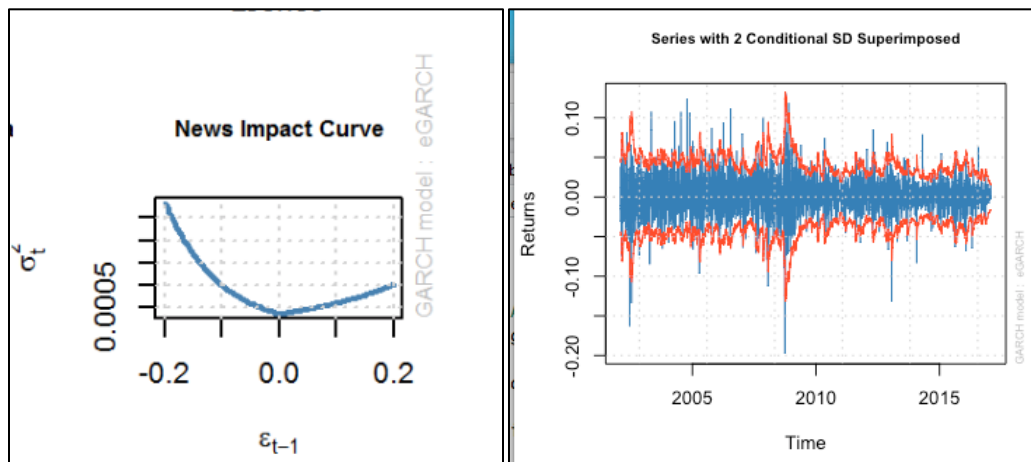 News Impact Curve
GARCH model : eGARCH
σt²
0.0005
-0.2 0.0 0.2
εt−1
Series with 2 Conditional SD Superimposed
Returns
0.10
0.00
-0.10
-0.20
2005 2010 2015
Time
GARCH model : eGARCH